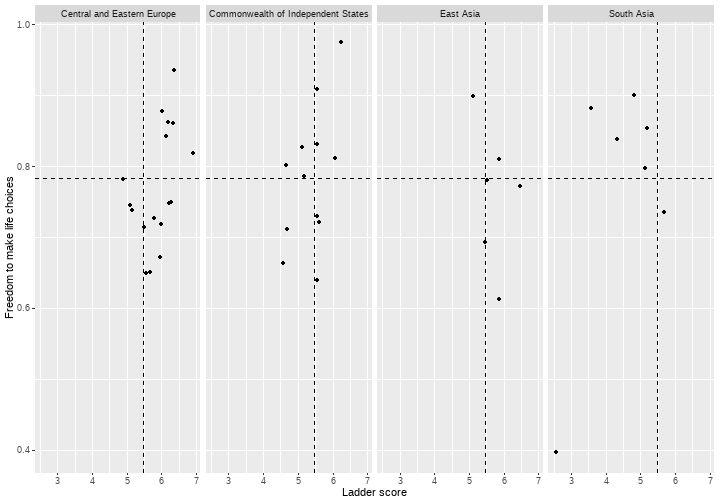 Central and Eastern Europe
Commonwealth of Independent States
East Asia
South Asia
1.0
0.8
0.6
0.4
Freedom to make life choices
3 4 5 6 7
3 4 5 6 7
3 4 5 6 7
3 4 5 6 7
Ladder score